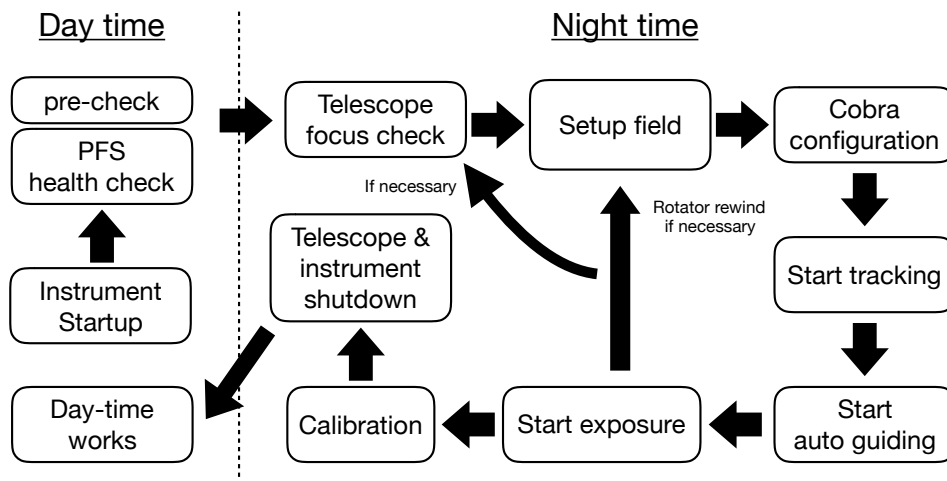 Day time
Night time
pre-check
PFS
health check
Instrument
Startup
Day-time
works
Telescope
focus check
Setup field
Cobra
configuration
If necessary
Rotator rewind
if necessary
Telescope &
instrument
shutdown
Start tracking
Calibration
Start exposure
Start
auto guiding